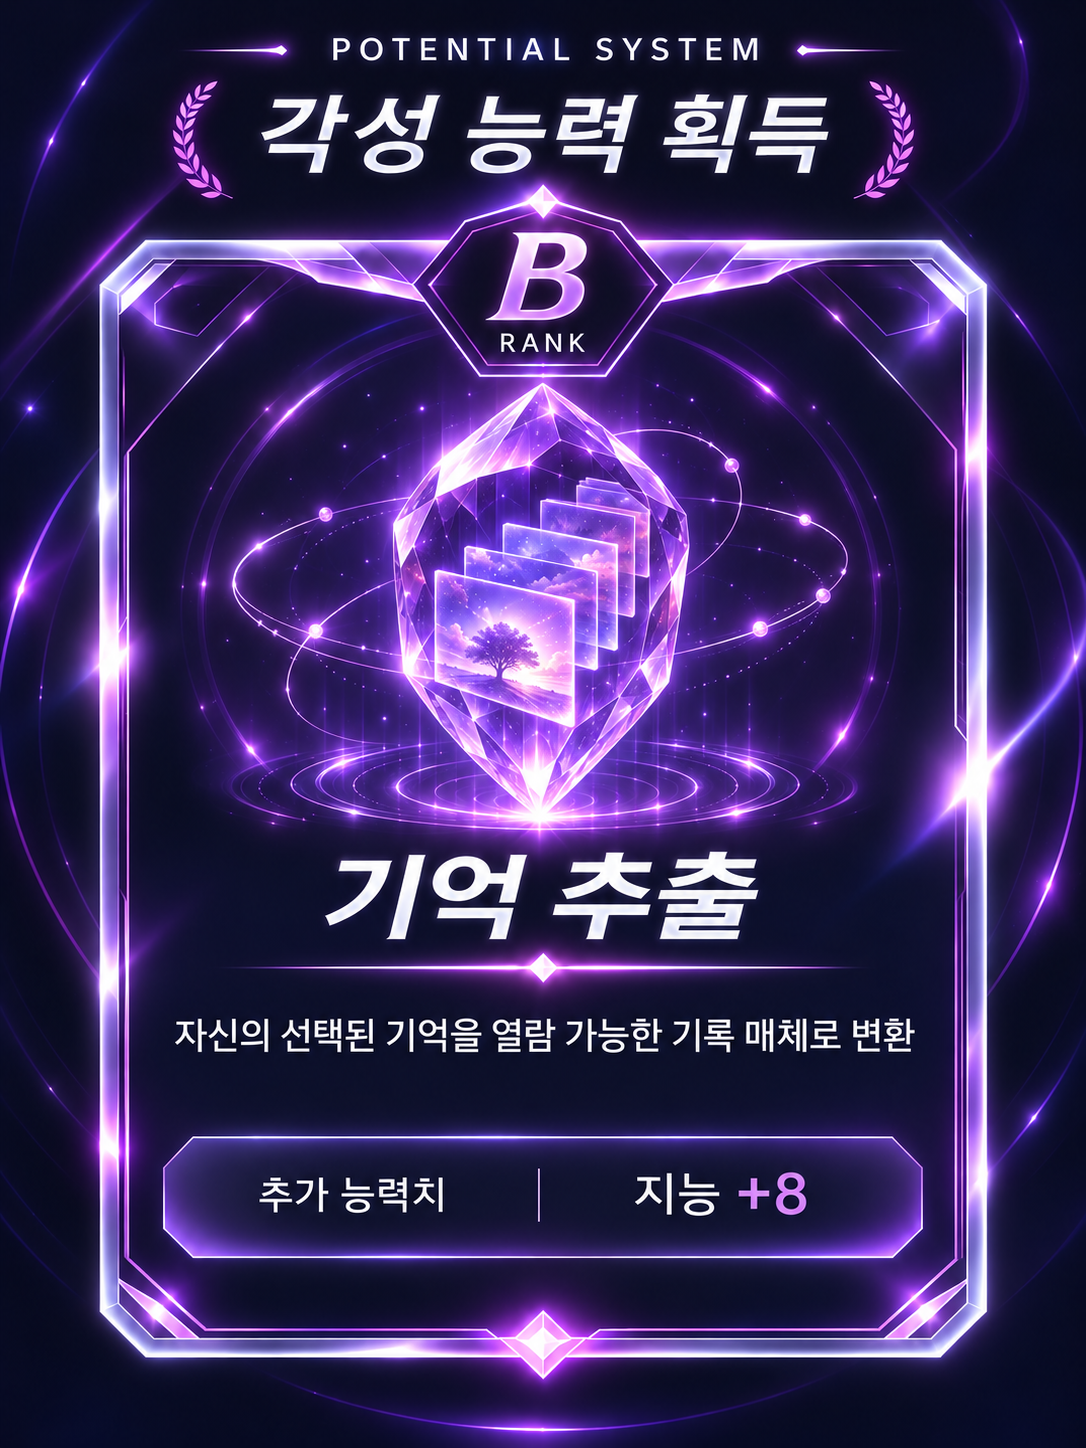 POTENTIAL SYSTEM
각성 능력 획득
B
RANK
기억 추출
자신의 선택된 기억을 열람 가능한 기록 매체로 변환
추가 능력치 지능 +8